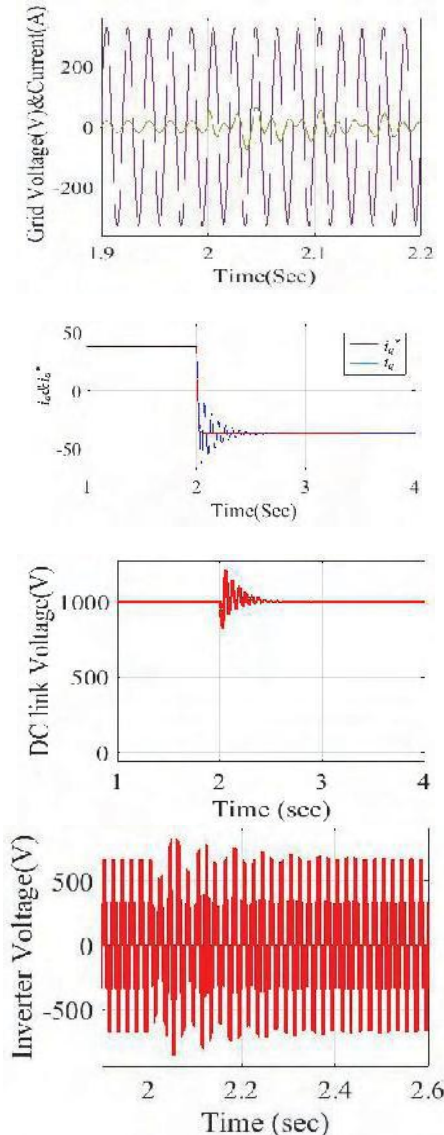 Grid Voltage(V)&Current(A)
200
0
-200
1.9 2 2.1 2.2
Time(Sec)
50
0
-50
iq*
iq
1 2 3 4
Time(Sec)
DC link Voltage(V)
1000
500
0
1 2 3 4
Time (sec)
Inverter Voltage(V)
500
0
-500
2 2.2 2.4 2.6
Time (sec)